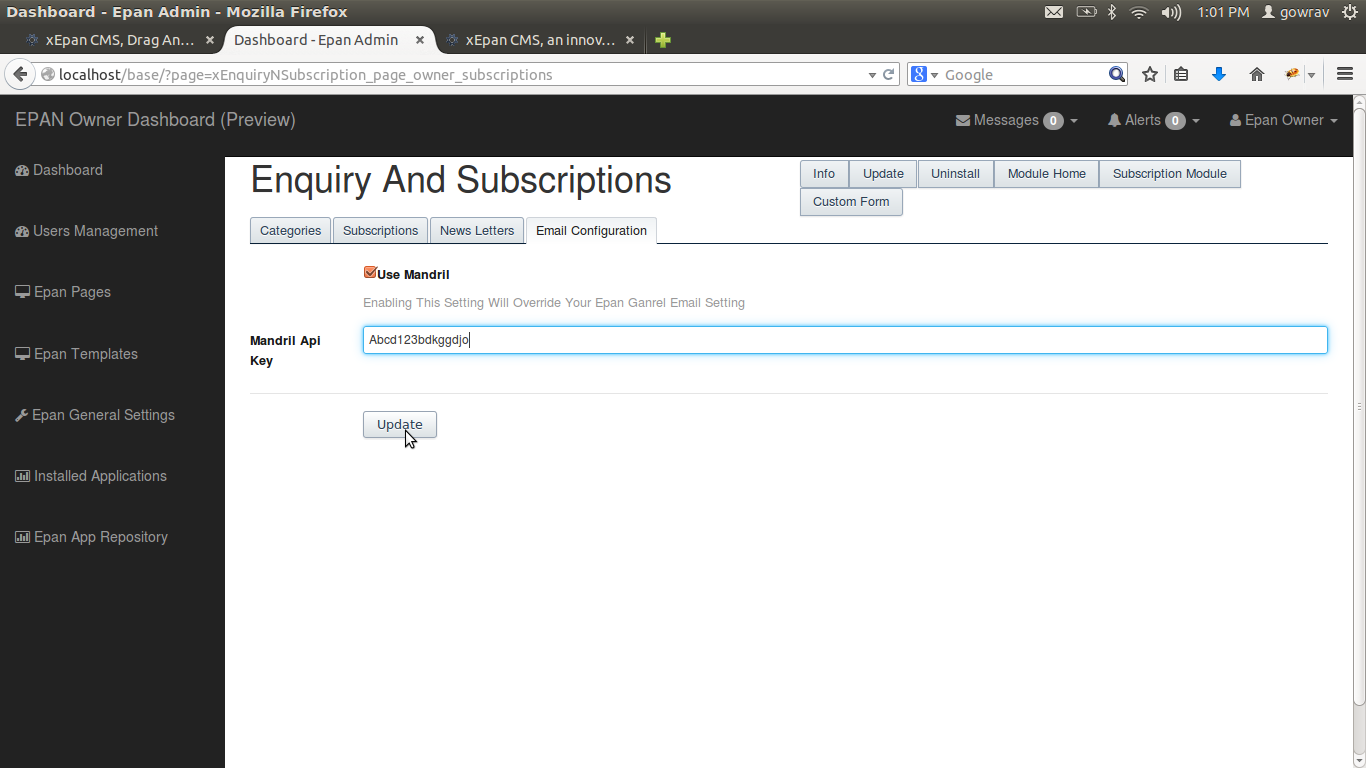 Dashboard - Epan Admin - Mozilla Firefox
1:01 PM gowrav
xEpan CMS, Drag An...
Dashboard - Epan Admin
xEpan CMS, an innov...
localhost/base/?page=xEnquiryNSubscription_page_owner_subscriptions
Google
EPAN Owner Dashboard (Preview)
Messages 0
Alerts 0
Epan Owner
Dashboard
Users Management
Epan Pages
Epan Templates
Epan General Settings
Installed Applications
Epan App Repository
Enquiry And Subscriptions
Info
Update
Uninstall
Module Home
Subscription Module
Custom Form
Categories
Subscriptions
News Letters
Email Configuration
Use Mandril
Enabling This Setting Will Override Your Epan Ganrel Email Setting
Mandril Api
Key
Abcd123bdkggdjo
Update